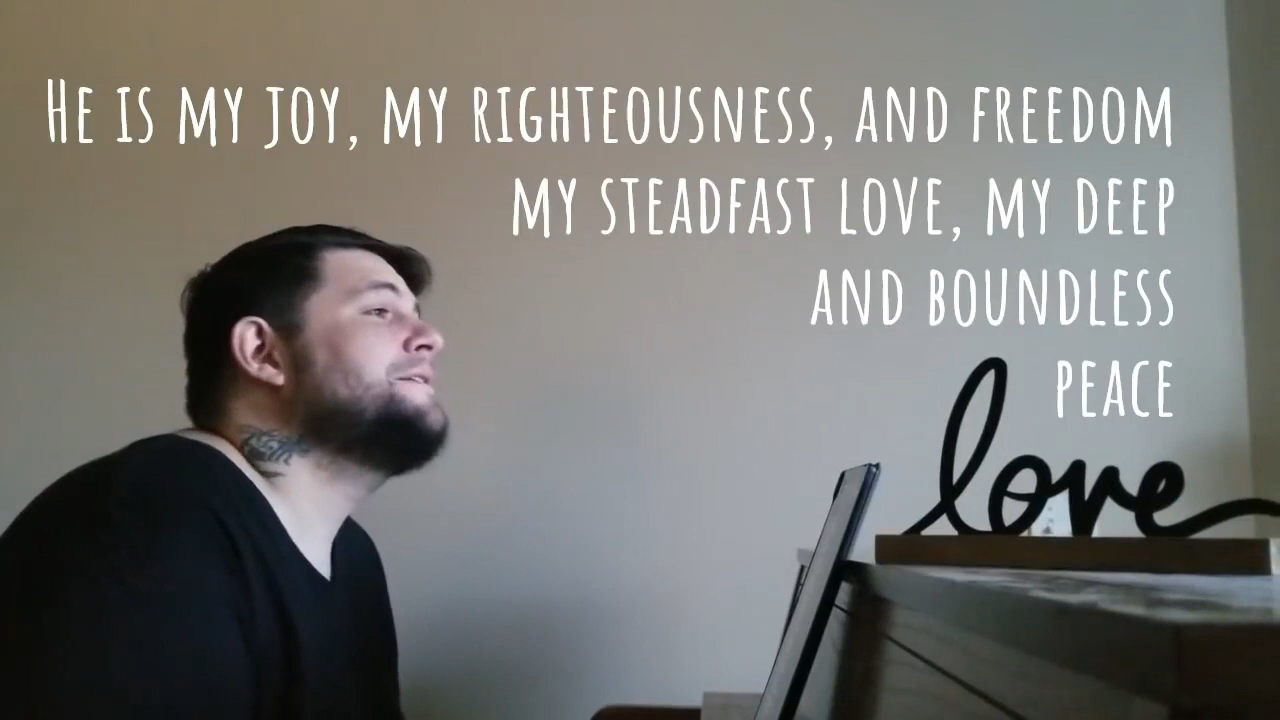 He is my joy, my righteousness, and freedom
my steadfast love, my deep
and boundless
peace
love